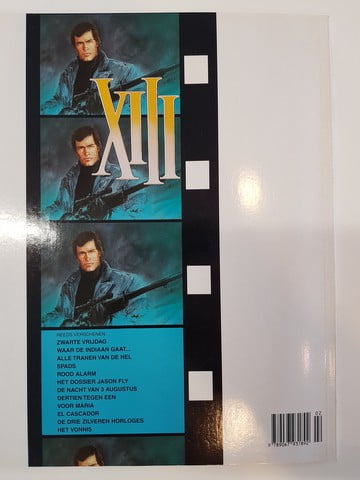 XIII
REEDS VERSCHENEN:
ZWARTE VRIJDAG
WAAR DE INDIAAN GAAT...
ALLE TRANEN VAN DE HEL
SPADS
ROOD ALARM
HET DOSSIER JASON FLY
DE NACHT VAN 3 AUGUSTUS
DERTIEN TEGEN EEN
VOOR MARIA
EL CASCADOR
DE DRIE ZILVEREN HORLOGES
HET VONNIS
02